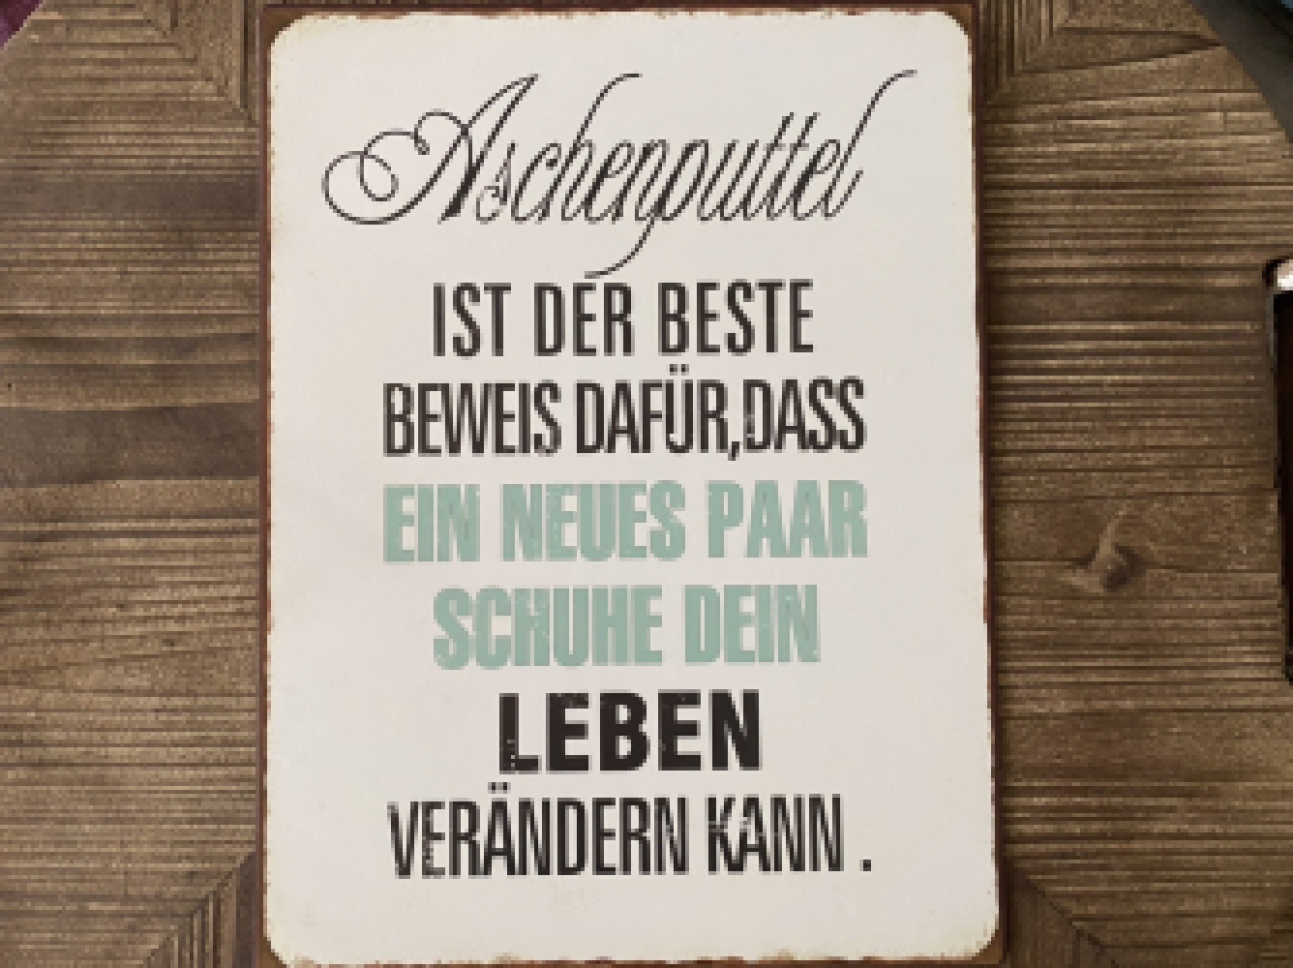 Aschenputtel
IST DER BESTE
BEWEIS DAFÜR,DASS
EIN NEUES PAAR
SCHUHE DEIN
LEBEN
VERÄNDERN KANN .